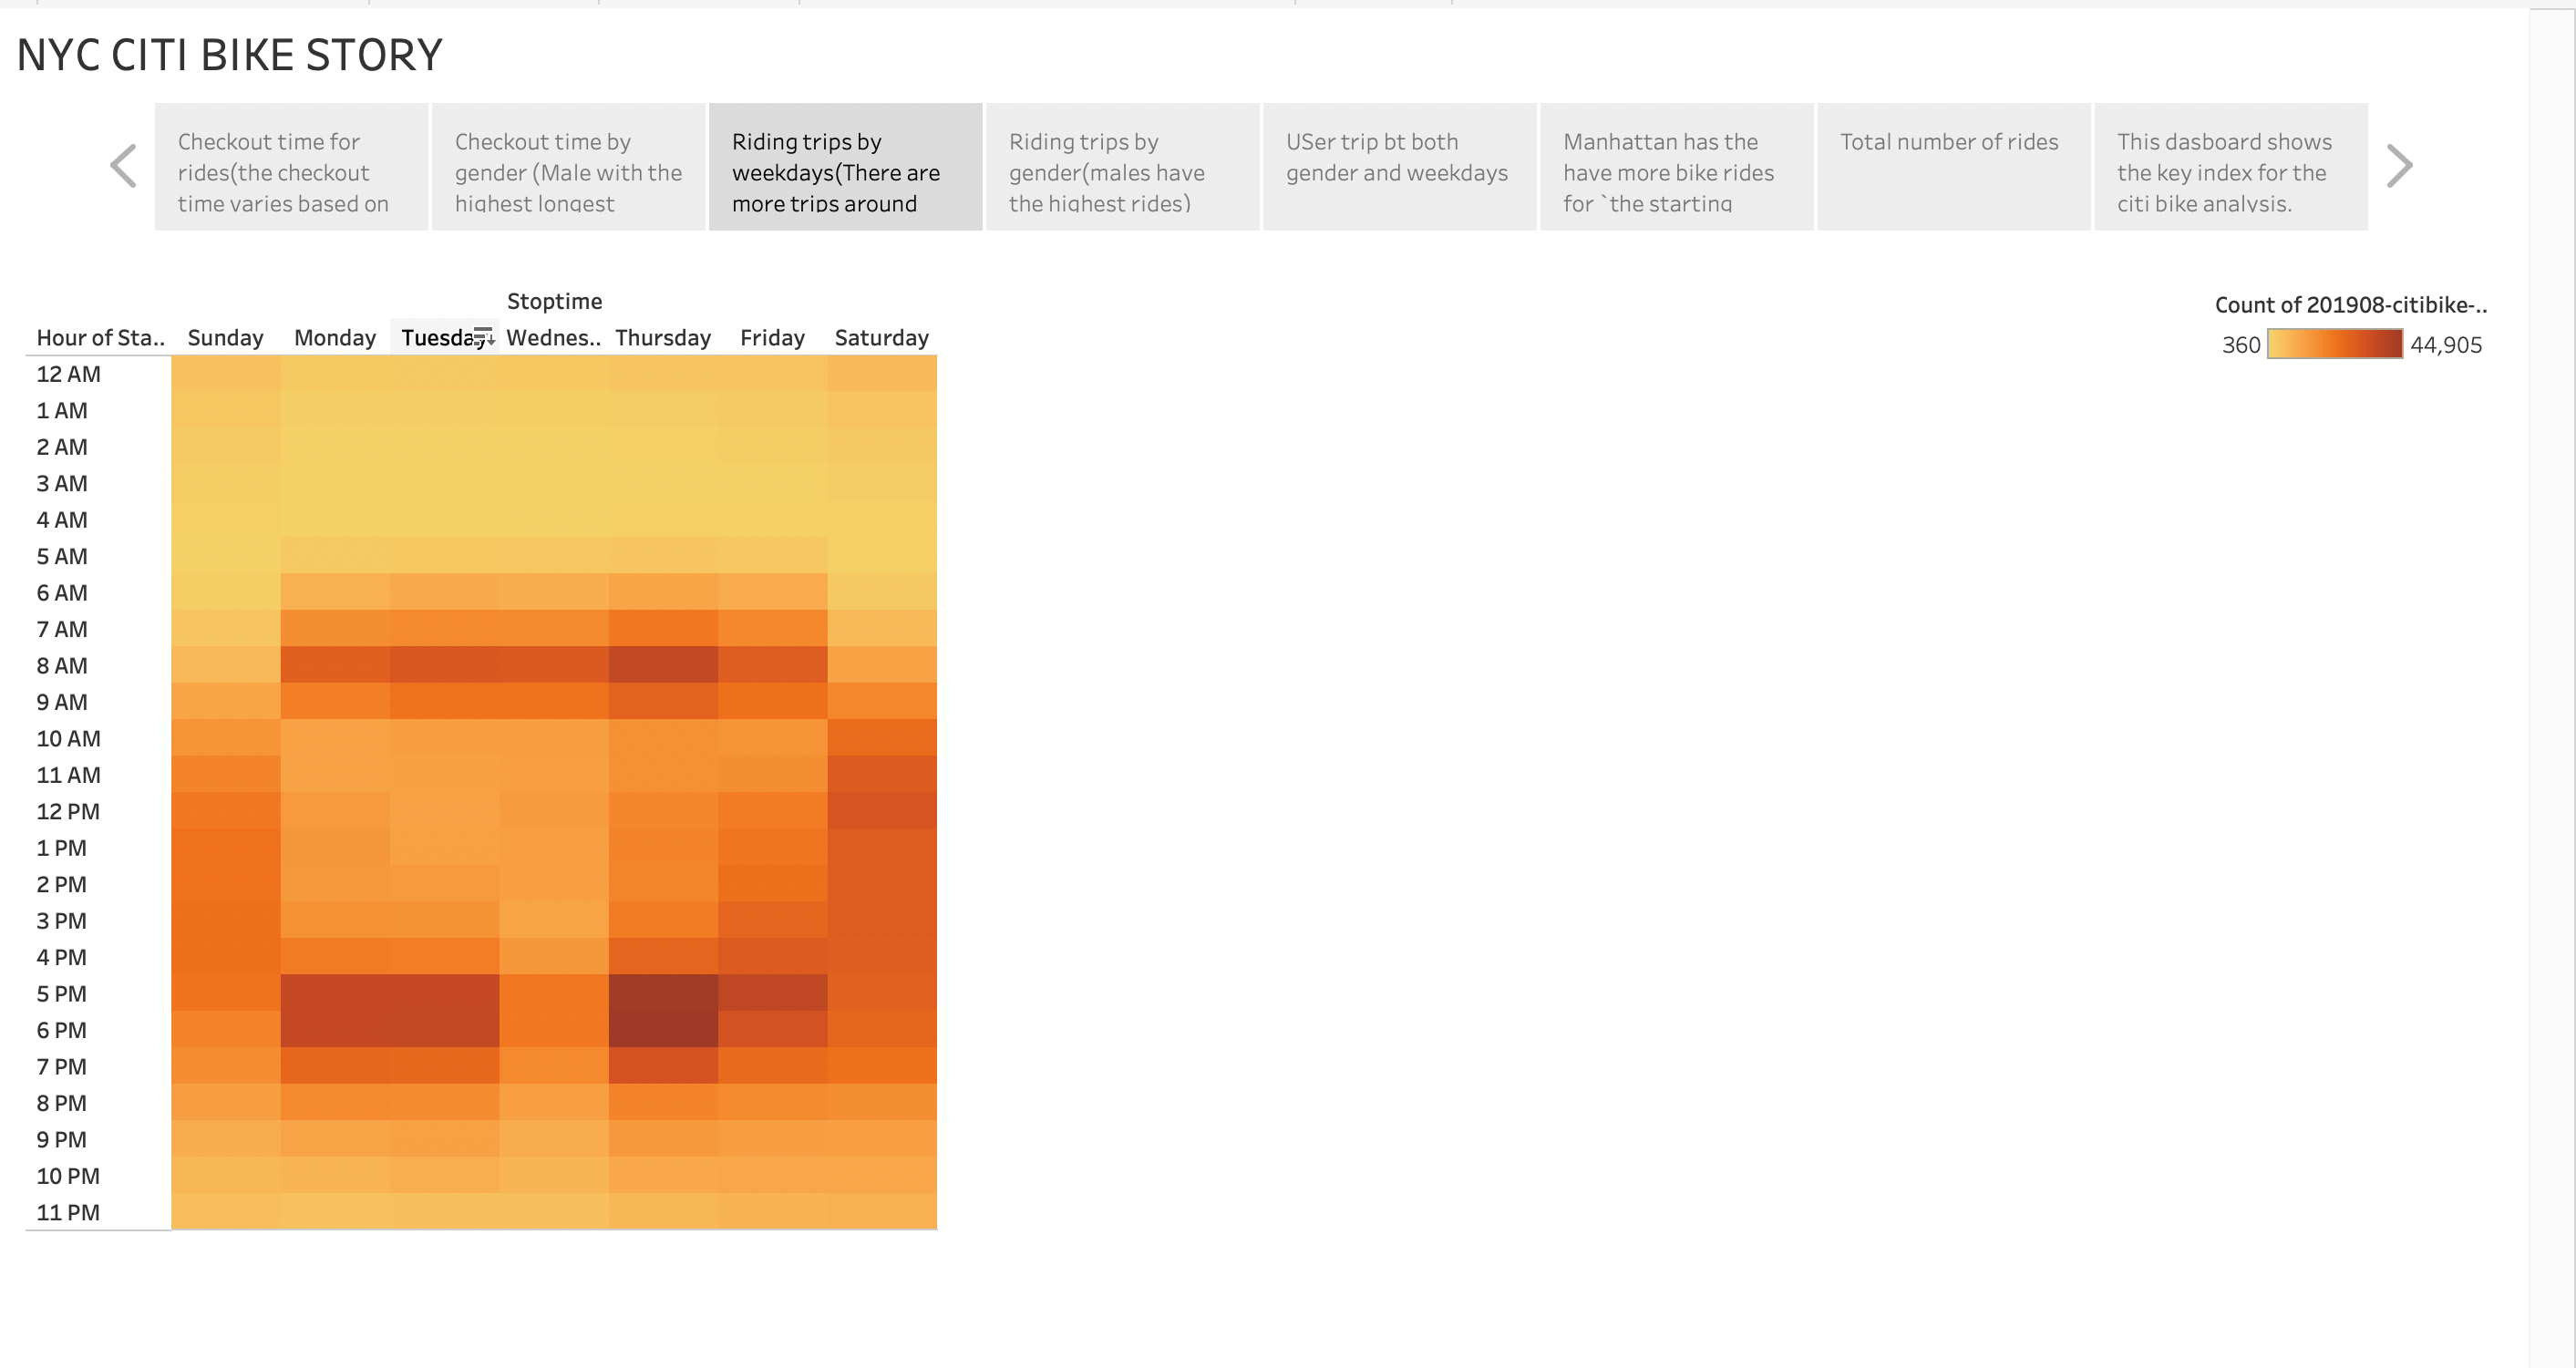 NYC CITI BIKE STORY
Checkout time for
rides(the checkout
time varies based on
Checkout time by
gender (Male with the
highest longest
Riding trips by
weekdays(There are
more trips around
Riding trips by
gender(males have
the highest rides)
USer trip bt both
gender and weekdays
Manhattan has the
have more bike rides
for `the starting
Total number of rides
This dasboard shows
the key index for the
citi bike analysis.
Stoptime
Hour of Sta.. Sunday Monday Tuesday Wednes.. Thursday Friday Saturday
12 AM
1 AM
2 AM
3 AM
4 AM
5 AM
6 AM
7 AM
8 AM
9 AM
10 AM
11 AM
12 PM
1 PM
2 PM
3 PM
4 PM
5 PM
6 PM
7 PM
8 PM
9 PM
10 PM
11 PM
Count of 201908-citibike-..
360 44,905